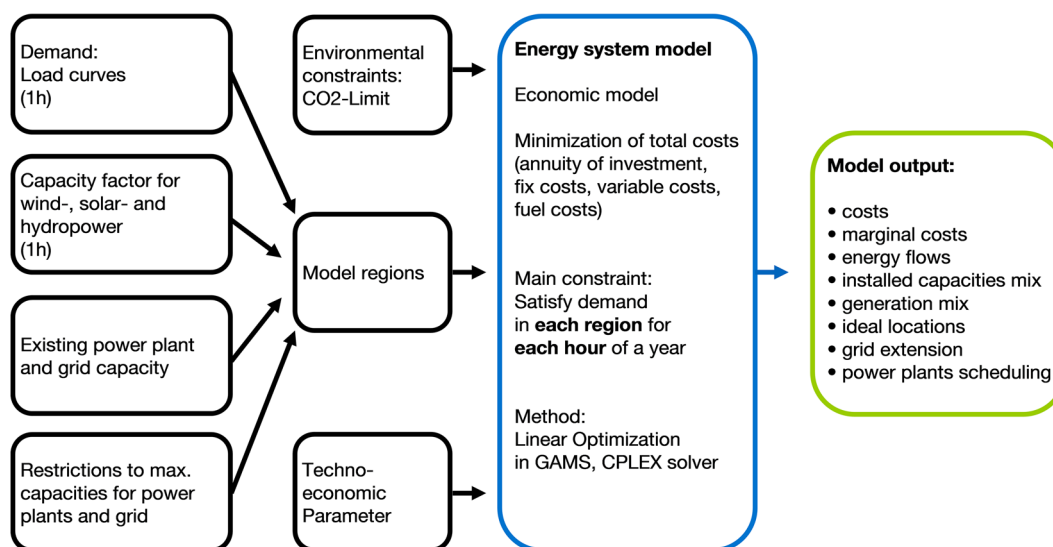 Demand:
Load curves
(1h)
Capacity factor for
wind-, solar- and
hydropower
(1h)
Existing power plant
and grid capacity
Restrictions to max.
capacities for power
plants and grid
Environmental
constraints:
CO2-Limit
Model regions
Techno-
economic
Parameter
Energy system model
Economic model
Minimization of total costs
(annuity of investment,
fix costs, variable costs,
fuel costs)
Main constraint:
Satisfy demand
in each region for
each hour of a year
Method:
Linear Optimization
in GAMS, CPLEX solver
Model output:
• costs
• marginal costs
• energy flows
• installed capacities mix
• generation mix
• ideal locations
• grid extension
• power plants scheduling